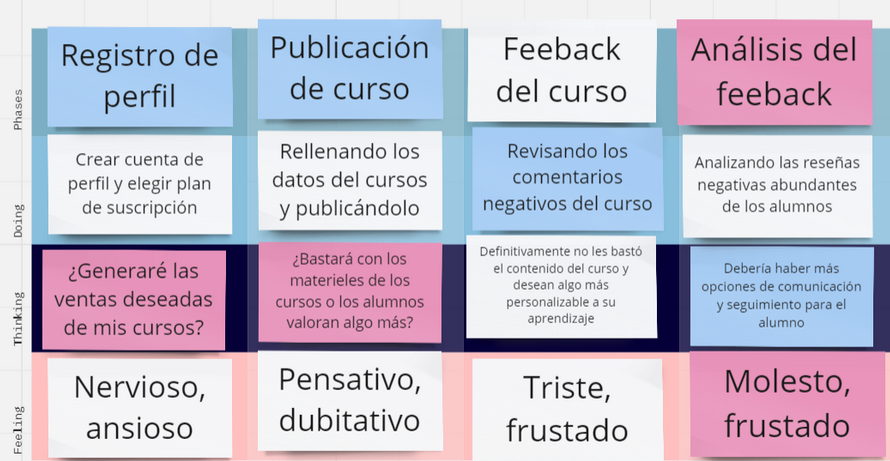 Phases
Registro de
perfil
Publicación
de curso
Feeback
del curso
Análisis del
feeback
Doing
Crear cuenta de
perfil y elegir plan
de suscripción
Rellenando los
datos del cursos
y publicándolo
Revisando los
comentarios
negativos del curso
Analizando las reseñas
negativas abundantes
de los alumnos
Thinking
¿Generaré las
ventas deseadas
de mis cursos?
¿Bastará con los
materieles de los
cursos o los alumnos
valoran algo más?
Definitivamente no les bastó
el contenido del curso y
desean algo más
personalizable a su
aprendizaje
Debería haber más
opciones de comunicación
y seguimiento para el
alumno
Feeling
Nervioso,
ansioso
Pensativo,
dubitativo
Triste,
frustado
Molesto,
frustado